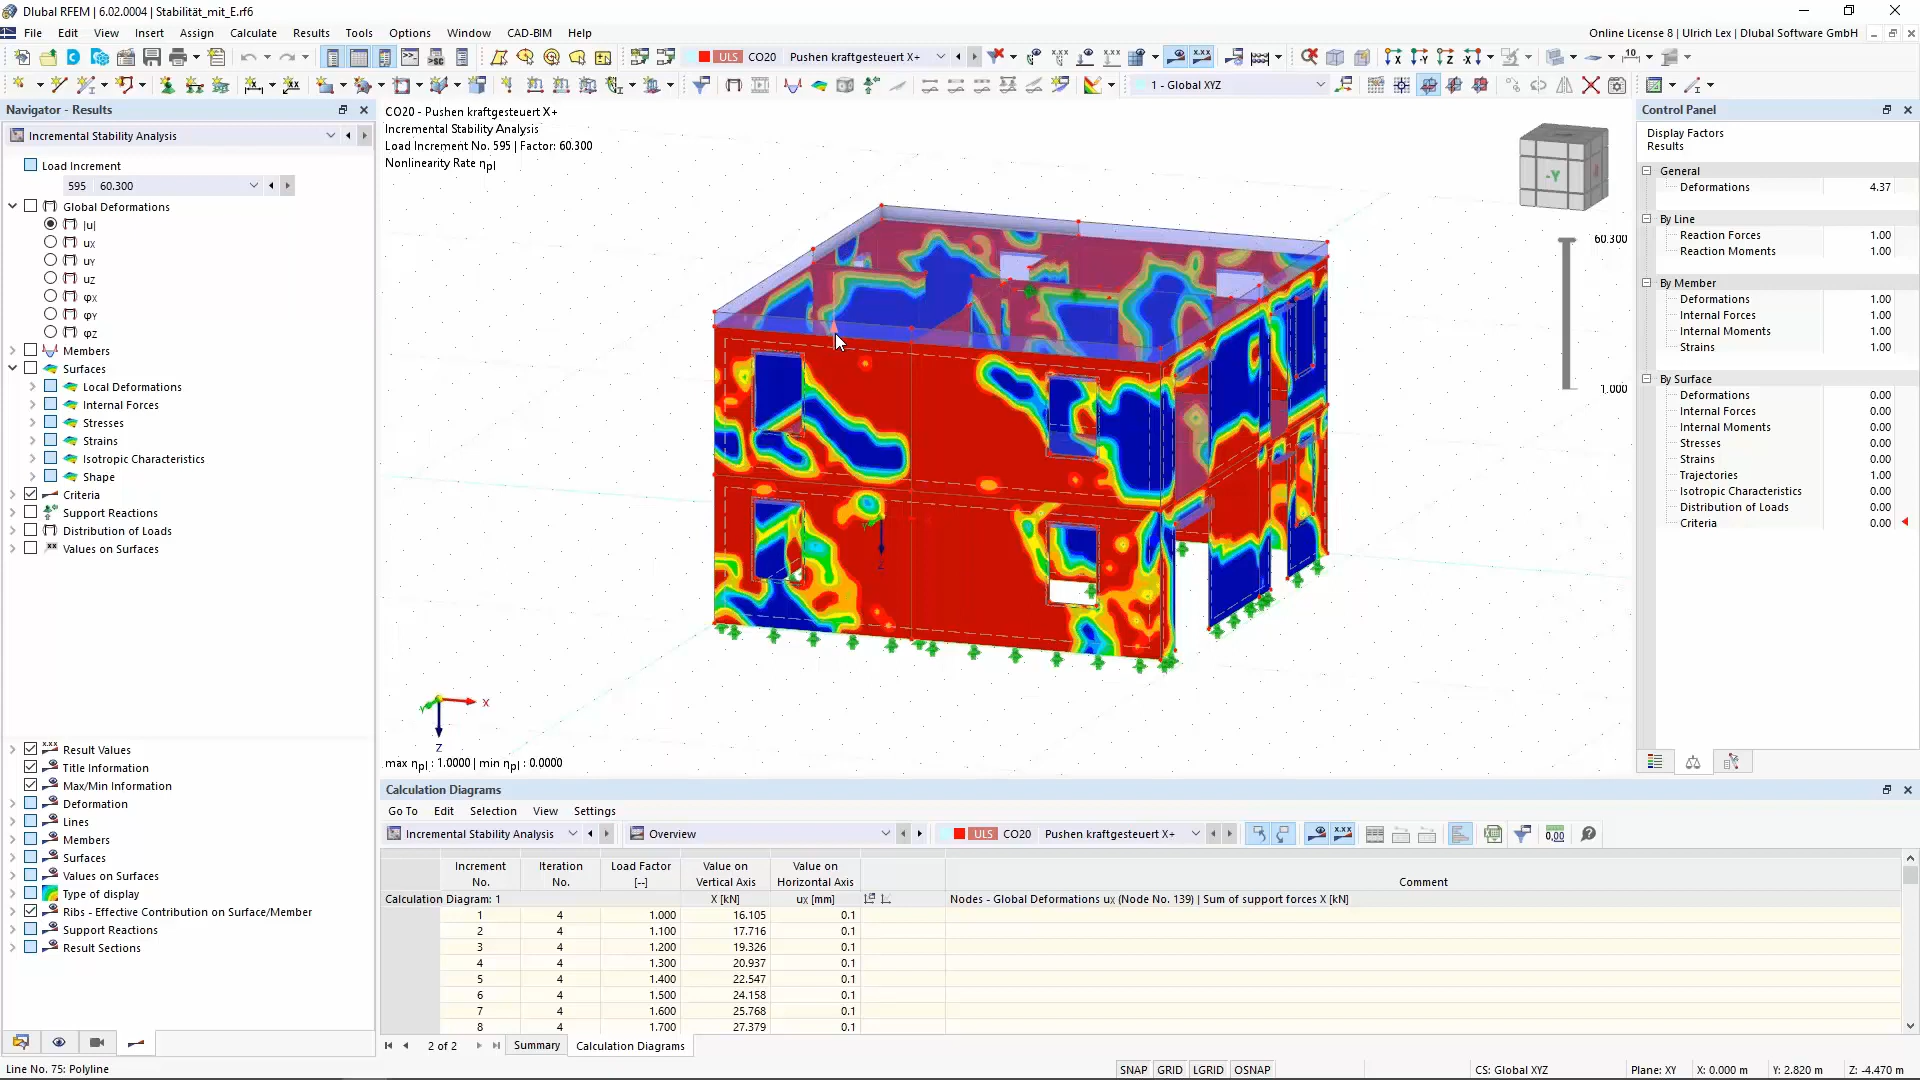 Dlubal RFEM | 6.02.0004 | Stabilität_mit_E.rf6
File Edit View Insert Assign Calculate Results Tools Options Window CAD-BIM Help
Online License 8 | Ulrich Lex | Dlubal Software GmbH
ULS CO20 Pushen kraftgesteuert X+
1 - Global XYZ
Navigator - Results
Incremental Stability Analysis
Load Increment
595 60.300
Global Deformations
|u|
uX
uY
uZ
φX
φY
φZ
Members
Surfaces
Local Deformations
Internal Forces
Stresses
Strains
Isotropic Characteristics
Shape
Criteria
Support Reactions
Distribution of Loads
Values on Surfaces
Result Values
Title Information
Max/Min Information
Deformation
Lines
Members
Surfaces
Values on Surfaces
Type of display
Ribs - Effective Contribution on Surface/Member
Support Reactions
Result Sections
CO20 - Pushen kraftgesteuert X+
Incremental Stability Analysis
Load Increment No. 595 | Factor: 60.300
Nonlinearity Rate ηpl
-Y
60.300
1.000
Z
X
Y
Z
max ηpl : 1.0000 | min ηpl : 0.0000
Control Panel
Display Factors
Results
General
Deformations 4.37
By Line
Reaction Forces 1.00
Reaction Moments 1.00
By Member
Deformations 1.00
Internal Forces 1.00
Internal Moments 1.00
Strains 1.00
By Surface
Deformations 0.00
Internal Forces 0.00
Internal Moments 0.00
Stresses 0.00
Strains 0.00
Trajectories 1.00
Isotropic Characteristics 0.00
Distribution of Loads 0.00
Criteria 0.00
Calculation Diagrams
Go To Edit Selection View Settings
Incremental Stability Analysis Overview ULS CO20 Pushen kraftgesteuert X+
Increment Iteration Load Factor Value on Value on
No. No. [--] Vertical Axis Horizontal Axis Comment
Calculation Diagram: 1 X [kN] uX [mm] Nodes - Global Deformations uX (Node No. 139) | Sum of support forces X [kN]
1 4 1.000 16.105 0.1
2 4 1.100 17.716 0.1
3 4 1.200 19.326 0.1
4 4 1.300 20.937 0.1
5 4 1.400 22.547 0.1
6 4 1.500 24.158 0.1
7 4 1.600 25.768 0.1
8 4 1.700 27.379 0.1
2 of 2 Summary Calculation Diagrams
Line No. 75: Polyline
SNAP GRID LGRID OSNAP CS: Global XYZ Plane: XY X: 0.000 m Y: 2.820 m Z: -4.470 m